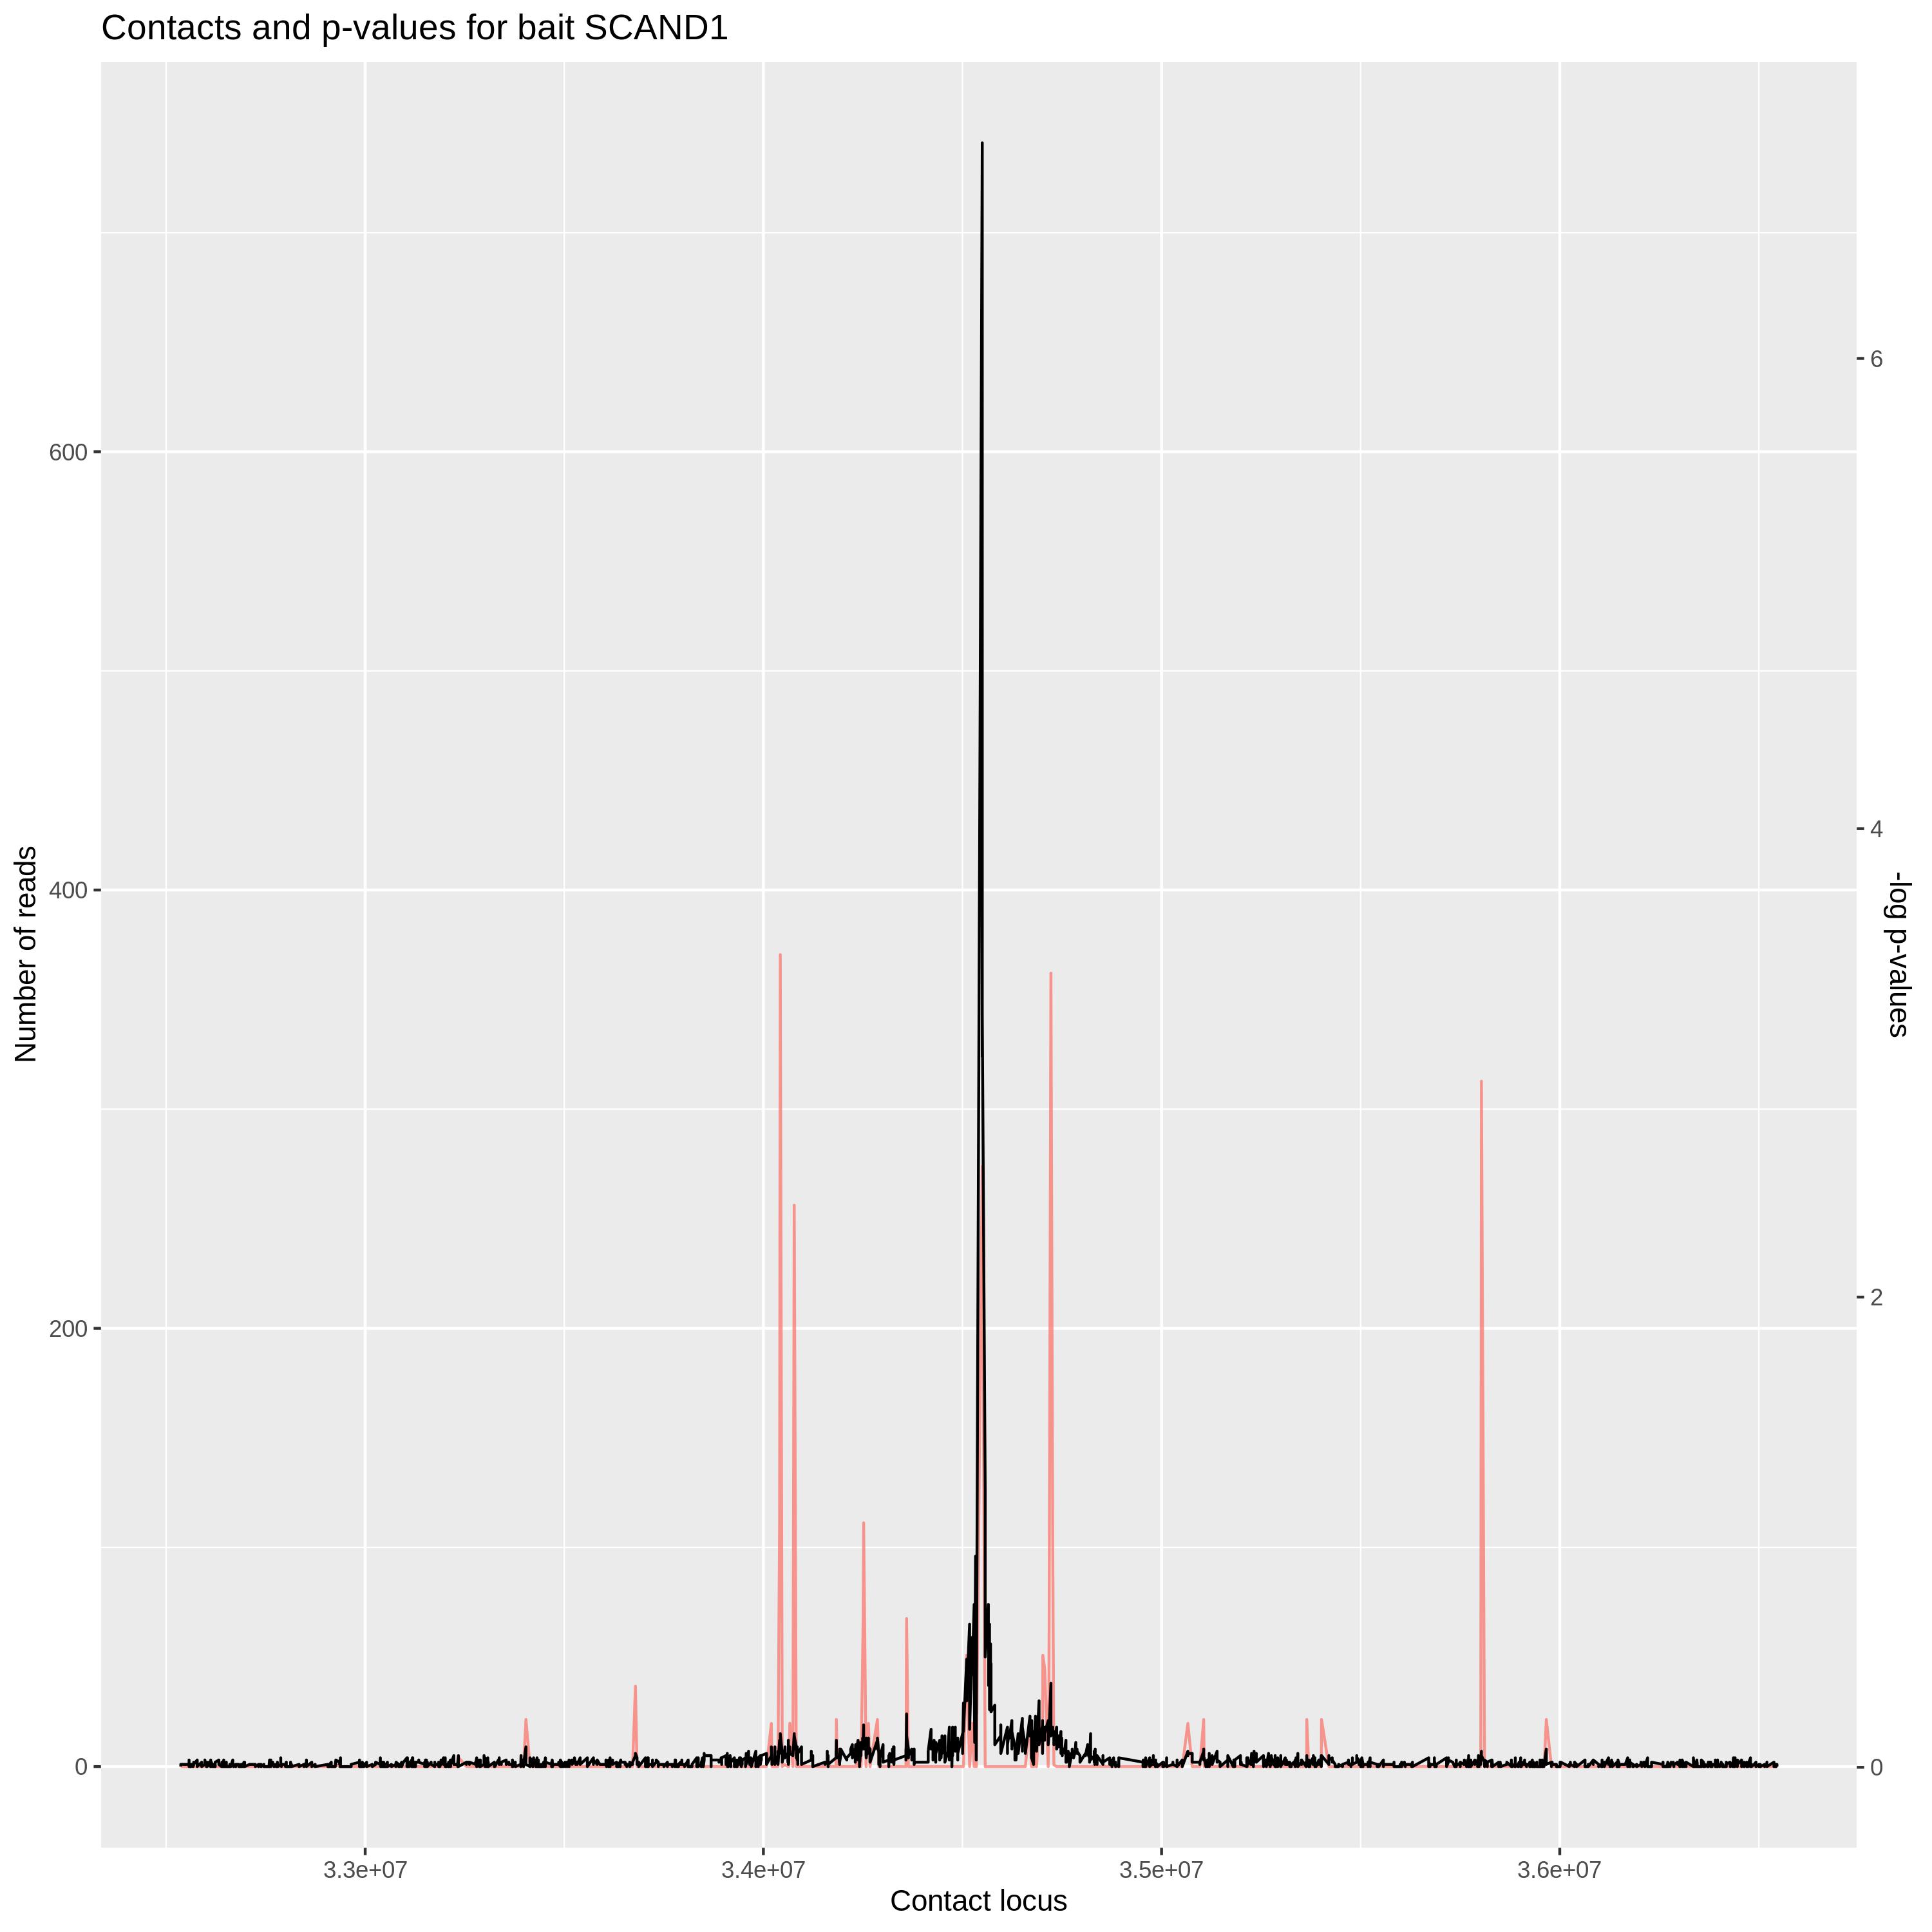 Contacts and p-values for bait SCAND1
Number of reads
600
400
200
0
6
4
2
0
-log p-values
3.3e+07
3.4e+07
3.5e+07
3.6e+07
Contact locus